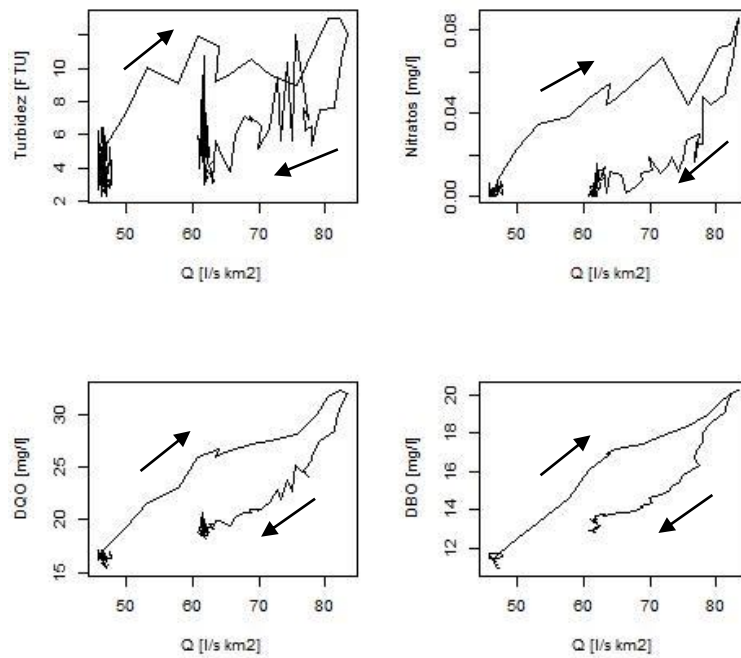 Turbidez [FTU]
2 4 6 8 10
50 60 70 80
Q [l/s km2]
Nitratos [mg/l]
0.00 0.04 0.08
50 60 70 80
Q [l/s km2]
DQO [mg/l]
15 20 25 30
50 60 70 80
Q [l/s km2]
DBO [mg/l]
12 14 16 18 20
50 60 70 80
Q [l/s km2]